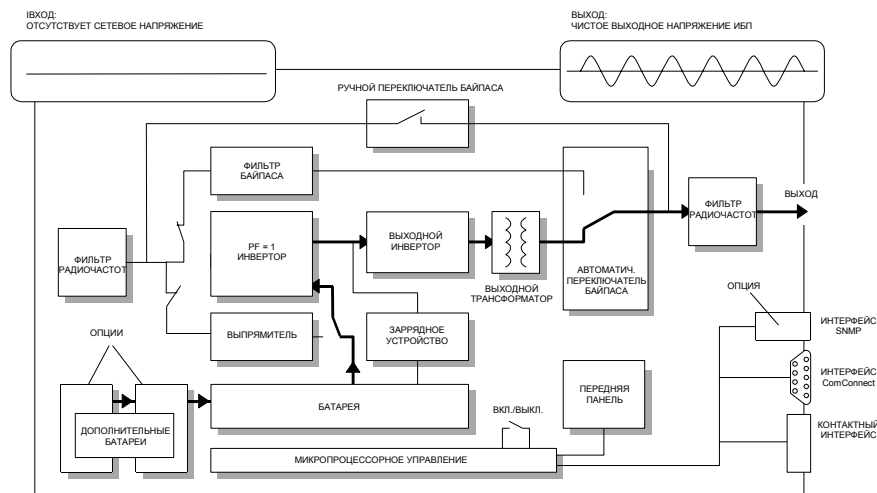 IВХОД:
ОТСУТСТВУЕТ СЕТЕВОЕ НАПРЯЖЕНИЕ
ВЫХОД:
ЧИСТОЕ ВЫХОДНОЕ НАПРЯЖЕНИЕ ИБП
РУЧНОЙ ПЕРЕКЛЮЧАТЕЛЬ БАЙПАСА
ФИЛЬТР
БАЙПАСА
ФИЛЬТР
РАДИОЧАСТОТ
PF = 1
ИНВЕРТОР
ВЫХОДНОЙ
ИНВЕРТОР
ВЫХОДНОЙ
ТРАНСФОРМАТОР
АВТОМАТИЧ.
ПЕРЕКЛЮЧАТЕЛЬ
БАЙПАСА
ФИЛЬТР
РАДИОЧАСТОТ
ВЫХОД
ВЫПРЯМИТЕЛЬ
ЗАРРЯДНОЕ
УСТРОЙСТВО
ОПЦИЯ
ИНТЕРФЕЙС
SNMP
ОПЦИИ
ДОПОЛНИТЕЛЬНЫЕ
БАТАРЕИ
БАТАРЕЯ
ВКЛ./ВЫКЛ.
ПЕРЕДНЯЯ
ПАНЕЛЬ
ИНТЕРФЕЙС
ComConnect
КОНТАКТНЫЙ
ИНТЕРФЕЙС
МИКРОПРОЦЕССОРНОЕ УПРАВЛЕНИЕ